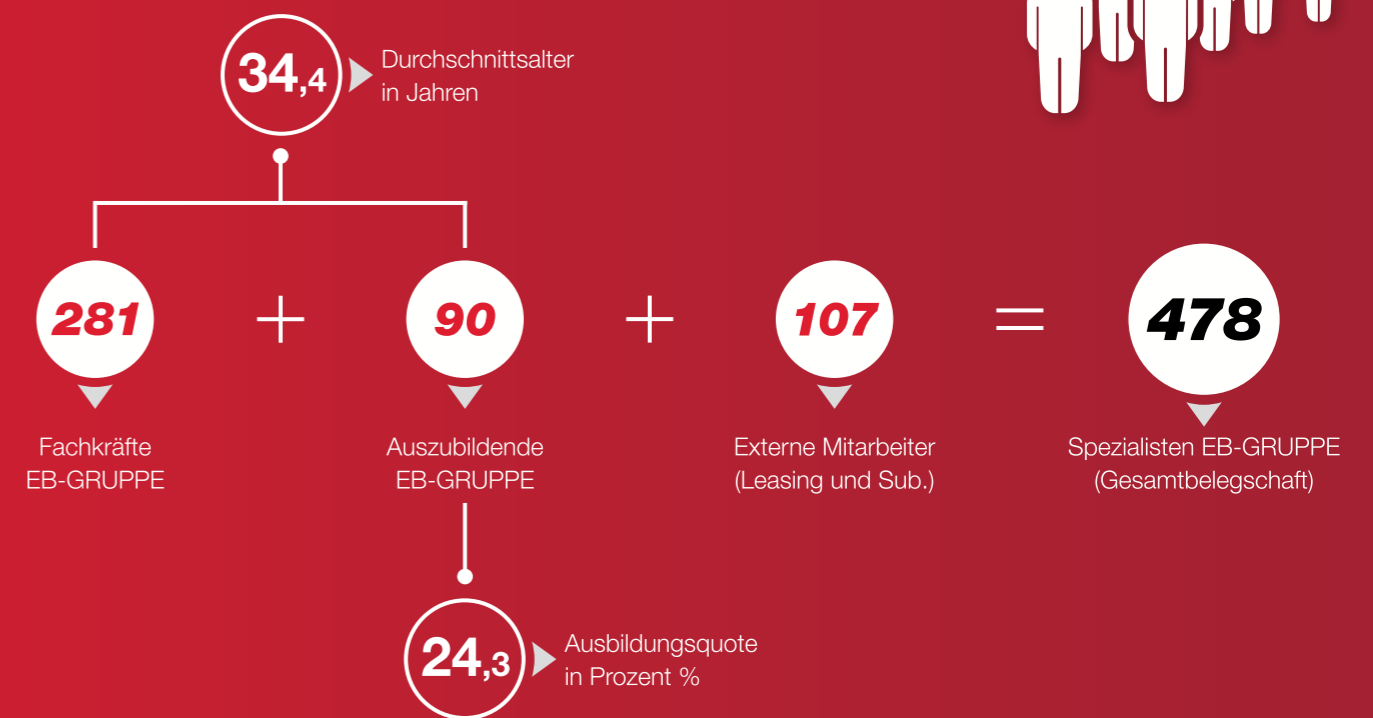 34,4
Durchschnittsalter
in Jahren
281 + 90 + 107 = 478
Fachkräfte
EB-GRUPPE
Auszubildende
EB-GRUPPE
Externe Mitarbeiter
(Leasing und Sub.)
Spezialisten EB-GRUPPE
(Gesamtbelegschaft)
24,3
Ausbildungsquote
in Prozent %